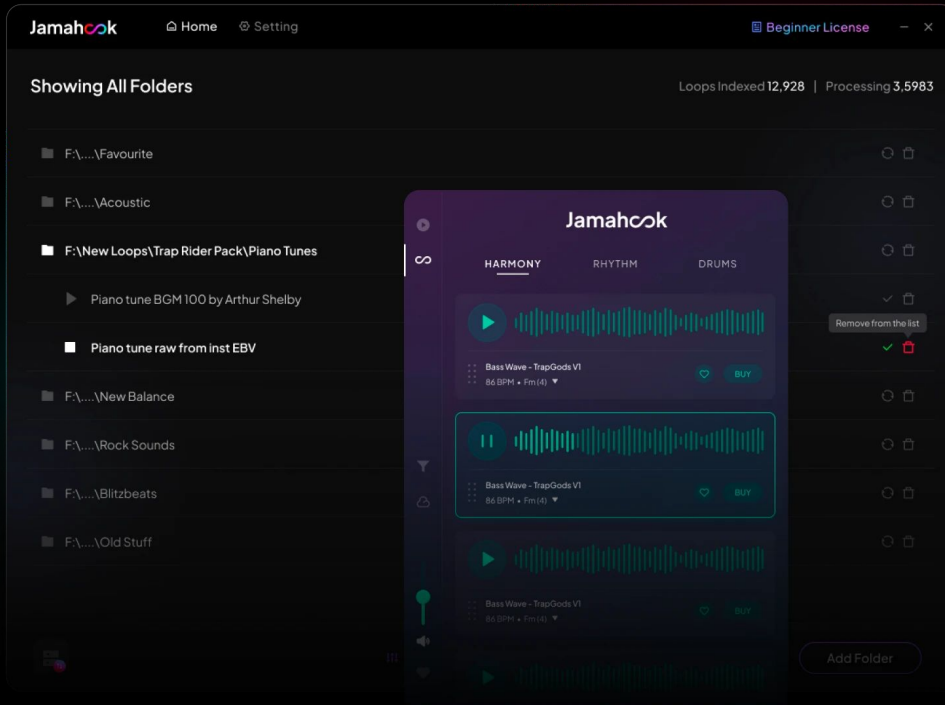 Jamahook
Home
Setting
Beginner License
Showing All Folders
Loops Indexed 12,928 | Processing 3,5983
F:\....\Favourite
F:\....\Acoustic
F:\New Loops\Trap Rider Pack\Piano Tunes
Piano tune BGM 100 by Arthur Shelby
Remove from the list
Piano tune raw from inst EBV
F:\....\New Balance
F:\....\Rock Sounds
F:\....\Blitzbeats
F:\....\Old Stuff
Add Folder
Jamahook
HARMONY
RHYTHM
DRUMS
Bass Wave - TrapGods V1
86 BPM • Fm(4)
BUY
Bass Wave - TrapGods V1
86 BPM • Fm(4)
BUY
Bass Wave - TrapGods V1
86 BPM • Fm(4)
BUY